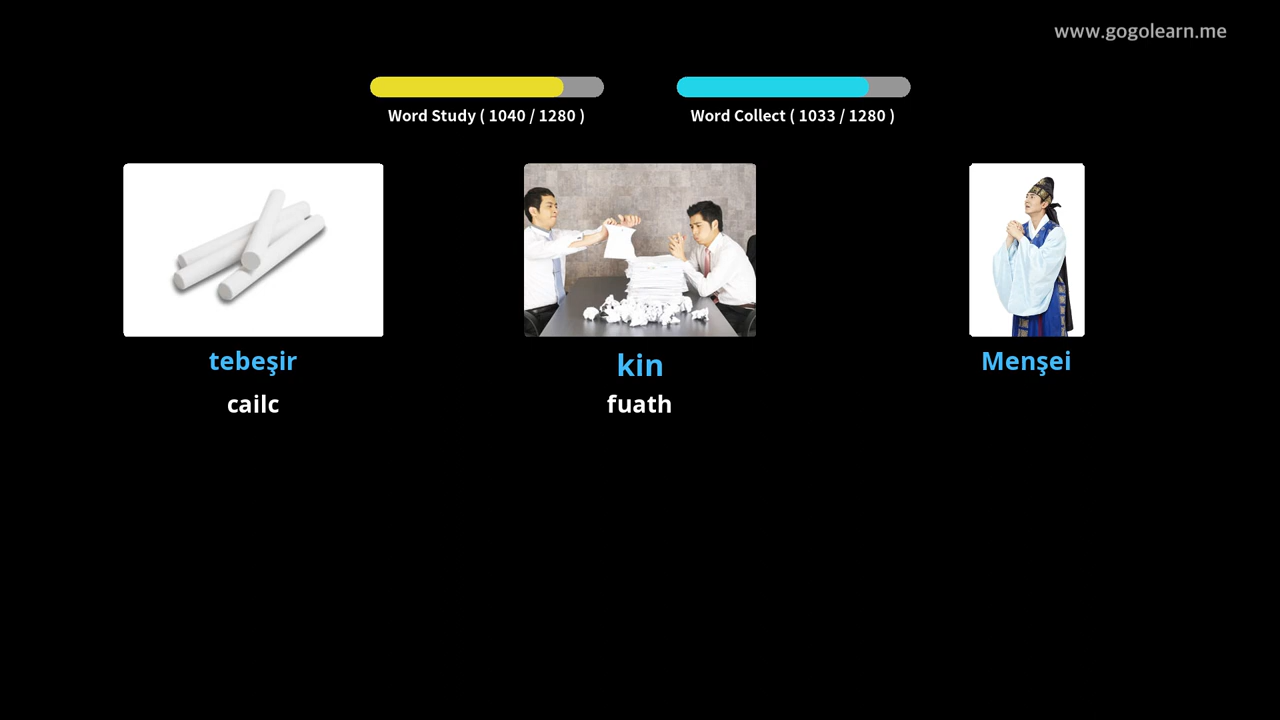 www.gogolearn.me
Word Study ( 1040 / 1280 )
Word Collect ( 1033 / 1280 )
tebeşir
kin
Menşei
cailc
fuath